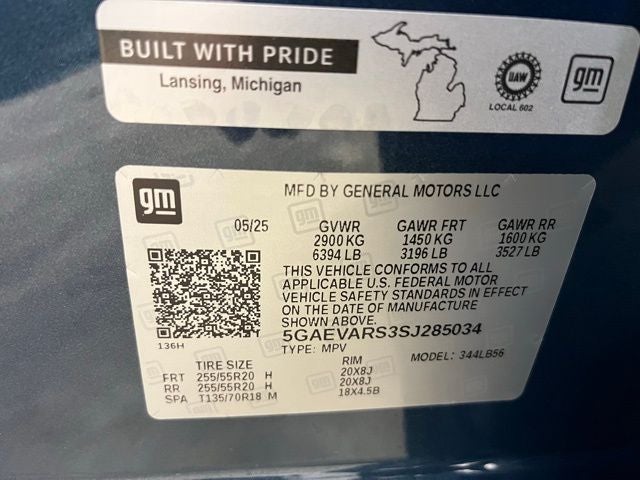 BUILT WITH PRIDE
Lansing, Michigan
UAW
LOCAL 602
gm
gm
MFD BY GENERAL MOTORS LLC
05/25 GVWR GAWR FRT GAWR RR
2900 KG 1450 KG 1600 KG
6394 LB 3196 LB 3527 LB
THIS VEHICLE CONFORMS TO ALL
APPLICABLE U.S. FEDERAL MOTOR
VEHICLE SAFETY STANDARDS IN EFFECT
ON THE DATE OF MANUFACTURE
SHOWN ABOVE.
136H
5GAEVARS3SJ285034
TYPE: MPV MODEL: 344LB56
TIRE SIZE RIM
FRT 255/55R20 H 20X8J
RR 255/55R20 H 20X8J
SPA T135/70R18 M 18X4.5B